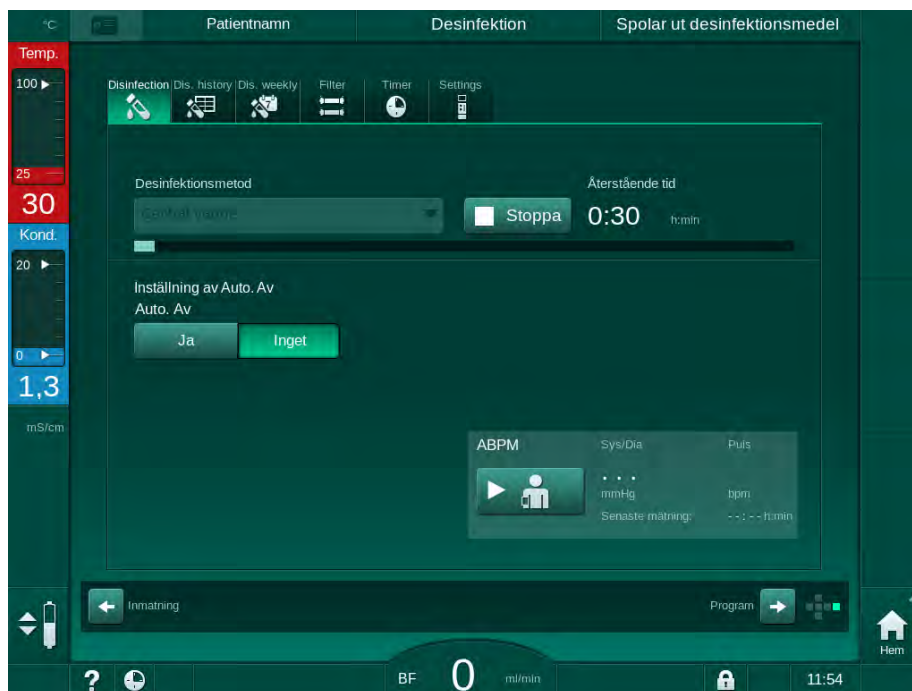 °C Patientnamn Desinfektion Spolar ut desinfektionsmedel
Temp.
100
25
30
Kond.
20
0
1,3
mS/cm
Disinfection Dis. history Dis. weekly Filter Timer Settings
Desinfektionsmetod
Central värme
Stoppa
Återstående tid
0:30 h:min
Inställning av Auto. Av
Auto. Av
Ja Inget
ABPM Sys/Dia Puls
. . .
mmHg bpm
Senaste mätning: --:-- h:min
Inmatning Program
Hem
? BF 0 ml/min 11:54